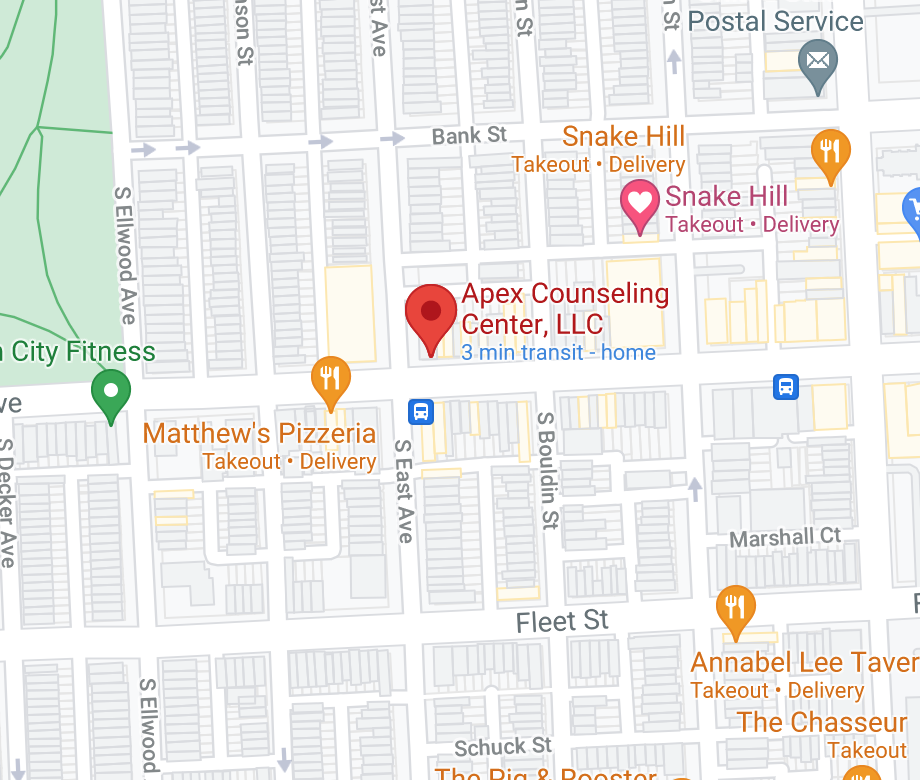 nson St
st Ave
n St
n St
Postal Service
Bank St
Snake Hill
Takeout • Delivery
Snake Hill
Takeout • Delivery
S Ellwood Ave
Apex Counseling
Center, LLC
3 min transit - home
n City Fitness
ve
Matthew's Pizzeria
Takeout • Delivery
S Decker Ave
S East Ave
S Bouldin St
Marshall Ct
Fleet St
F
Annabel Lee Taver
Takeout • Delivery
S Ellwood
The Chasseur
Takeout
Schuck St
The Pig & Rooster